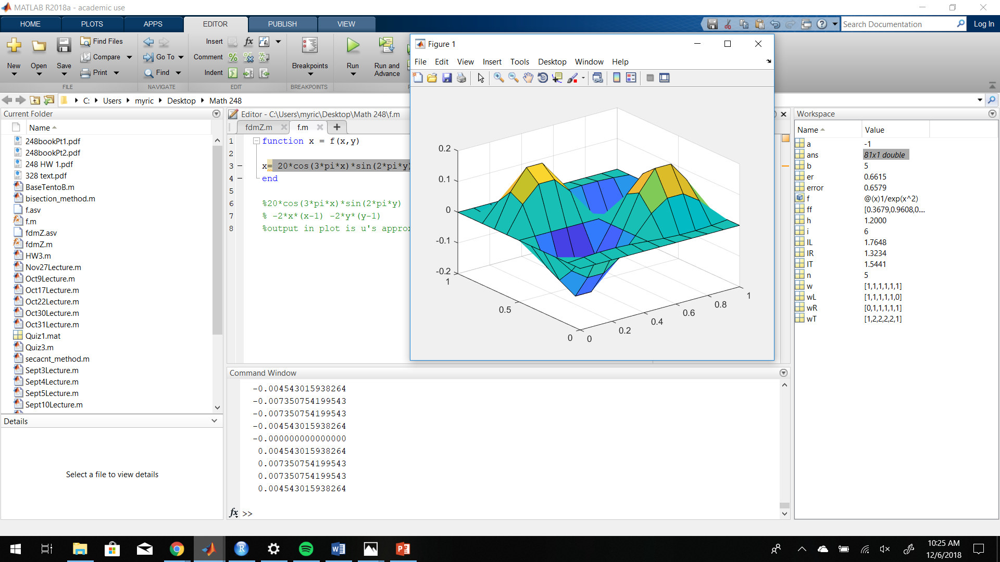 MATLAB R2018a - academic use
HOME PLOTS APPS EDITOR PUBLISH VIEW
Search Documentation
Log In
New
Open
Save
Find Files
Compare
Print
FILE
Go To
Find
NAVIGATE
Insert
Comment
Indent
EDIT
Breakpoints
BREAKPOINTS
Run
Run and
Advance
C: Users myric Desktop Math 248
Current Folder
Name
248bookPt1.pdf
248bookPt2.pdf
248 HW 1.pdf
328 text.pdf
BaseTentoB.m
bisection_method.m
f.asv
f.m
fdmZ.asv
fdmZ.m
HW3.m
Nov27Lecture.m
Oct9Lecture.m
Oct17Lecture.m
Oct22Lecture.m
Oct30Lecture.m
Oct31Lecture.m
Quiz1.mat
Quiz3.m
secacnt_method.m
Sept3Lecture.m
Sept4Lecture.m
Sept5Lecture.m
Sept10Lecture.m
Details
Select a file to view details
Editor - C:\Users\myric\Desktop\Math 248\f.m
fdmZ.m
f.m
1 function x = f(x,y)
2
3 x= 20*cos(3*pi*x)*sin(2*pi*y)
4 end
5
6 %20*cos(3*pi*x)*sin(2*pi*y)
7 % -2*x*(x-1) -2*y*(y-1)
8 %output in plot is u's approx
Figure 1
File Edit View Insert Tools Desktop Window Help
0.2
0.1
0
-0.1
-0.2
1
0.5
0
0
0.2
0.4
0.6
0.8
1
Command Window
-0.004543015938264
-0.007350754199543
-0.007350754199543
-0.004543015938264
-0.000000000000000
0.004543015938264
0.007350754199543
0.007350754199543
0.004543015938264
fx >>
Workspace
Name Value
a -1
ans 81x1 double
b 5
er 0.6615
error 0.6579
f @(x)1/exp(x^2)
ff [0.3679,0.9608,0....
h 1.2000
i 6
IL 1.7648
IR 1.3234
IT 1.5441
n 5
w [1,1,1,1,1,1]
wL [1,1,1,1,1,0]
wR [0,1,1,1,1,1]
wT [1,2,2,2,2,1]
10:25 AM
12/6/2018